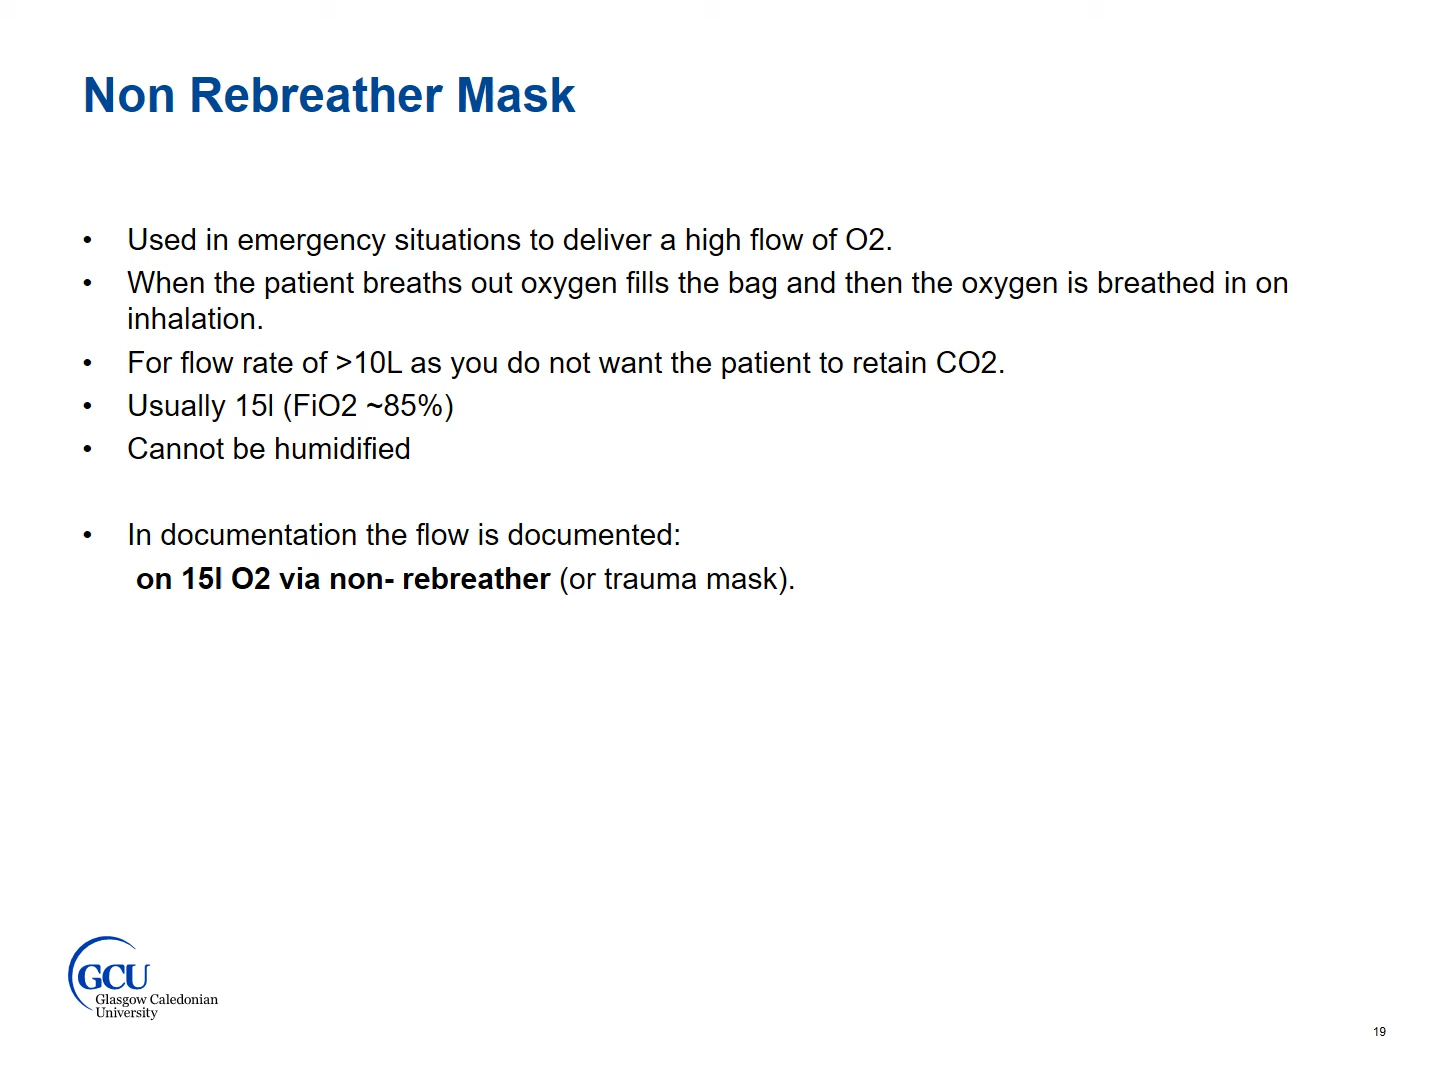 Non Rebreather Mask
• Used in emergency situations to deliver a high flow of O2.
• When the patient breaths out oxygen fills the bag and then the oxygen is breathed in on
inhalation.
• For flow rate of >10L as you do not want the patient to retain CO2.
• Usually 15l (FiO2 ~85%)
• Cannot be humidified
• In documentation the flow is documented:
on 15l O2 via non- rebreather (or trauma mask).
GCU
Glasgow Caledonian
University
19